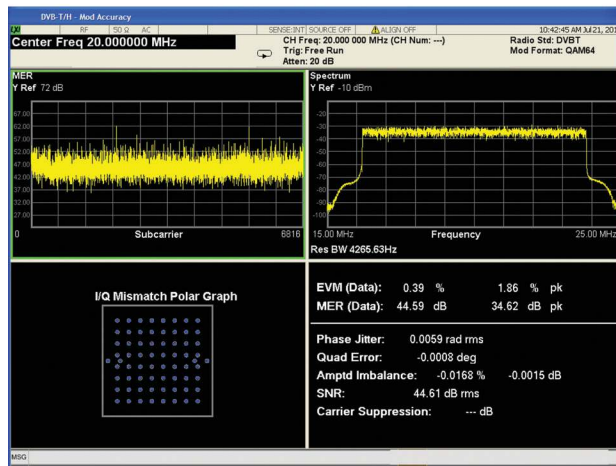 DVB-T/H - Mod Accuracy
RF 50 Ω AC SENSE:INT SOURCE OFF ALIGN OFF 10:42:45 AM Jul 21, 201
Center Freq 20.000000 MHz
CH Freq: 20.000 000 MHz (CH Num: ---)
Trig: Free Run
Atten: 20 dB
Radio Std: DVBT
Mod Format: QAM64
MER
Y Ref 72 dB
67.00
62.00
57.00
52.00
47.00
42.00
37.00
32.00
27.00
0 Subcarrier 6816
Spectrum
Y Ref -10 dBm
-20
-30
-40
-50
-60
-70
-80
-90
-100
15.00 MHz Frequency 25.00 MHz
Res BW 4265.63Hz
I/Q Mismatch Polar Graph
EVM (Data): 0.39 % 1.86 % pk
MER (Data): 44.59 dB 34.62 dB pk
Phase Jitter: 0.0059 rad rms
Quad Error: -0.0008 deg
Amptd Imbalance: -0.0168 % -0.0015 dB
SNR: 44.61 dB rms
Carrier Suppression: --- dB
MSG